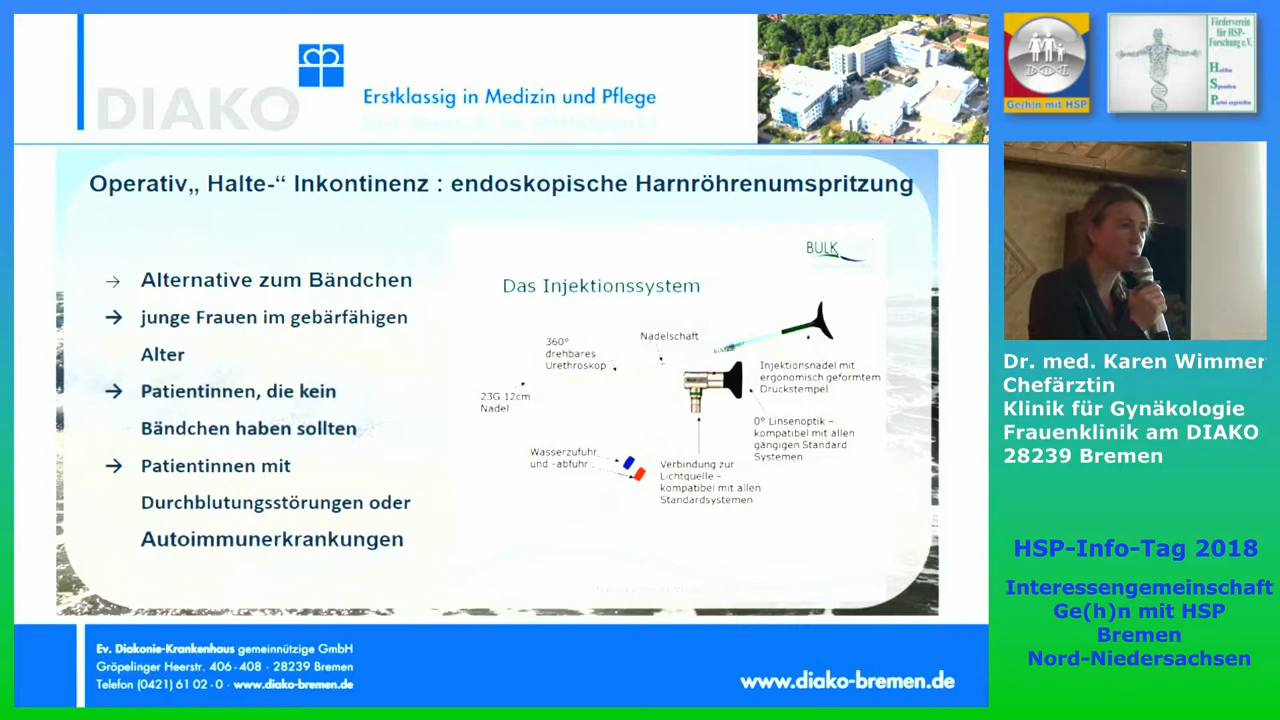 DIAKO
Erstklassig in Medizin und Pflege
Operativ„ Halte-“ Inkontinenz : endoskopische Harnröhrenumspritzung
→ Alternative zum Bändchen
→ junge Frauen im gebärfähigen
Alter
→ Patientinnen, die kein
Bändchen haben sollten
→ Patientinnen mit
Durchblutungsstörungen oder
Autoimmunerkrankungen
BULK
Das Injektionssystem
Nadelschaft
360°
drehbares
Urethroskop
23G 12cm
Nadel
Injektionsnadel mit
ergonomisch geformtem
Druckstempel
0° Linsenoptik –
kompatibel mit allen
gängigen Standard
Systemen
Wasserzufuhr
und -abfuhr
Verbindung zur
Lichtquelle –
kompatibel mit allen
Standardsystemen
Ev. Diakonie-Krankenhaus gemeinnützige GmbH
Gröpelinger Heerstr. 406 - 408 · 28239 Bremen
Telefon (0421) 61 02 - 0 · www.diako-bremen.de
www.diako-bremen.de
Ge(h)n mit HSP
Förderverein
für HSP-
Forschung e.V.
Helfen
Spenden
Partei ergreifen
Dr. med. Karen Wimmer
Chefärztin
Klinik für Gynäkologie
Frauenklinik am DIAKO
28239 Bremen
HSP-Info-Tag 2018
Interessengemeinschaft
Ge(h)n mit HSP
Bremen
Nord-Niedersachsen